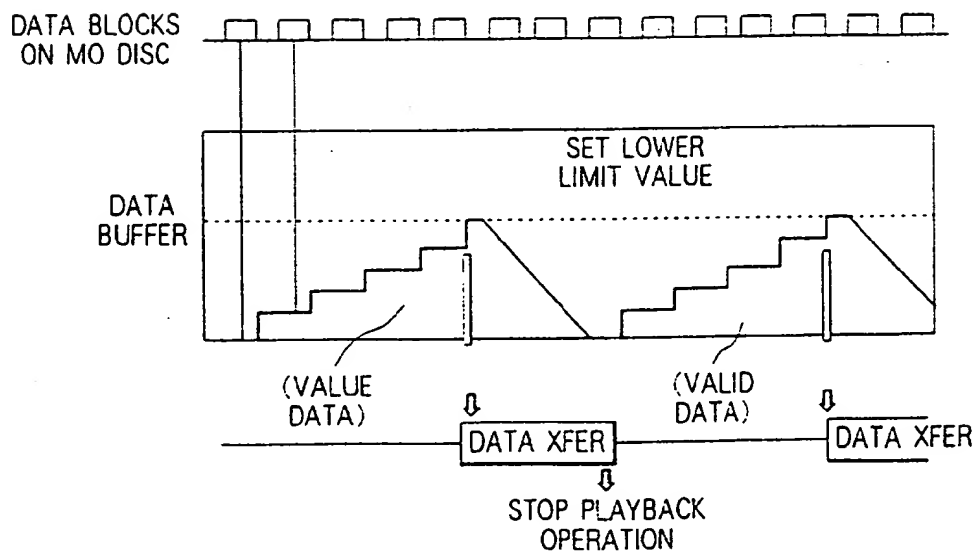 DATA BLOCKS
ON MO DISC
SET LOWER
LIMIT VALUE
DATA
BUFFER
(VALUE
DATA)
(VALID
DATA)
DATA XFER
DATA XFER
STOP PLAYBACK
OPERATION